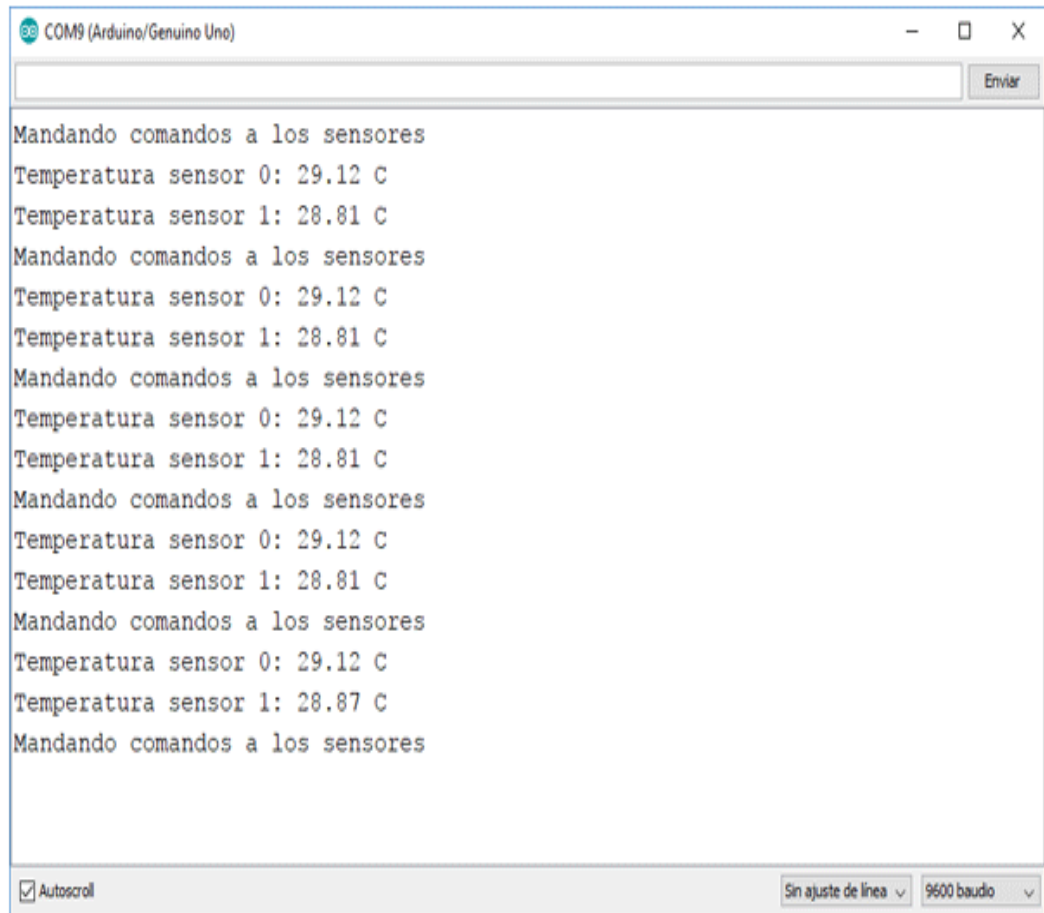 COM9 (Arduino/Genuino Uno)
Enviar
Mandando comandos a los sensores
Temperatura sensor 0: 29.12 C
Temperatura sensor 1: 28.81 C
Mandando comandos a los sensores
Temperatura sensor 0: 29.12 C
Temperatura sensor 1: 28.81 C
Mandando comandos a los sensores
Temperatura sensor 0: 29.12 C
Temperatura sensor 1: 28.81 C
Mandando comandos a los sensores
Temperatura sensor 0: 29.12 C
Temperatura sensor 1: 28.81 C
Mandando comandos a los sensores
Temperatura sensor 0: 29.12 C
Temperatura sensor 1: 28.87 C
Mandando comandos a los sensores
Autoscroll Sin ajuste de línea 9600 baudio